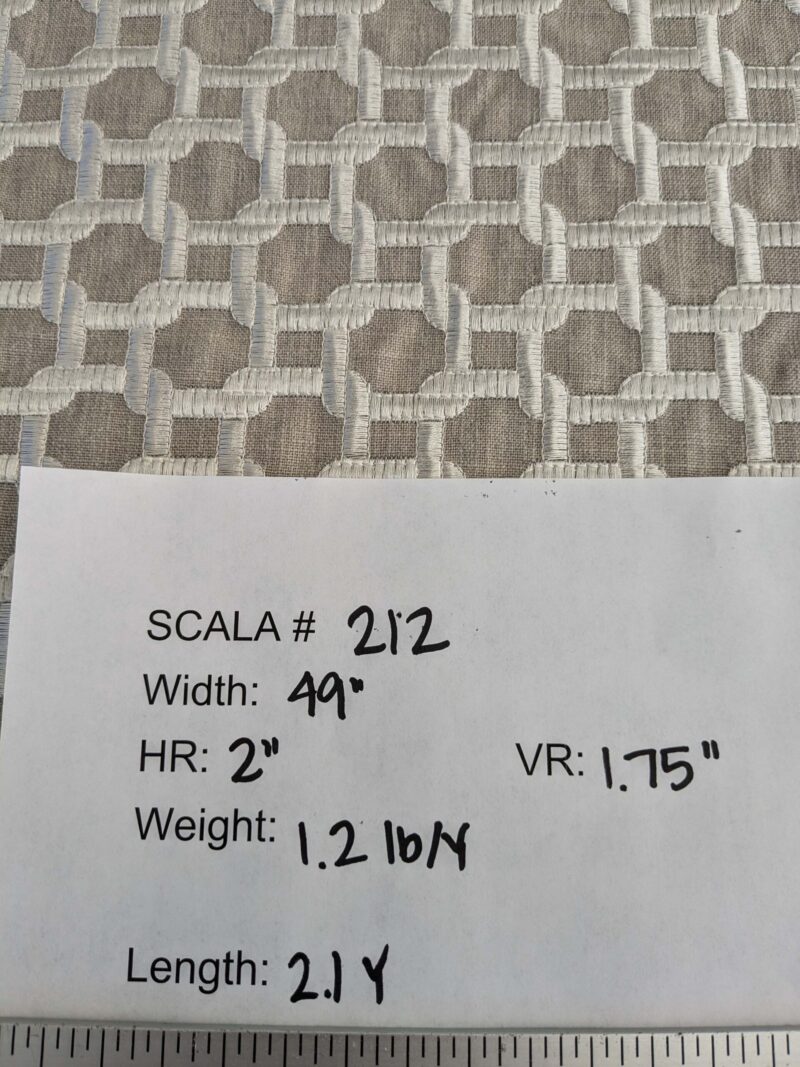 SCALA # 212
Width: 49"
HR: 2" VR: 1.75"
Weight: 1.2 lb/Y
Length: 2.1 Y